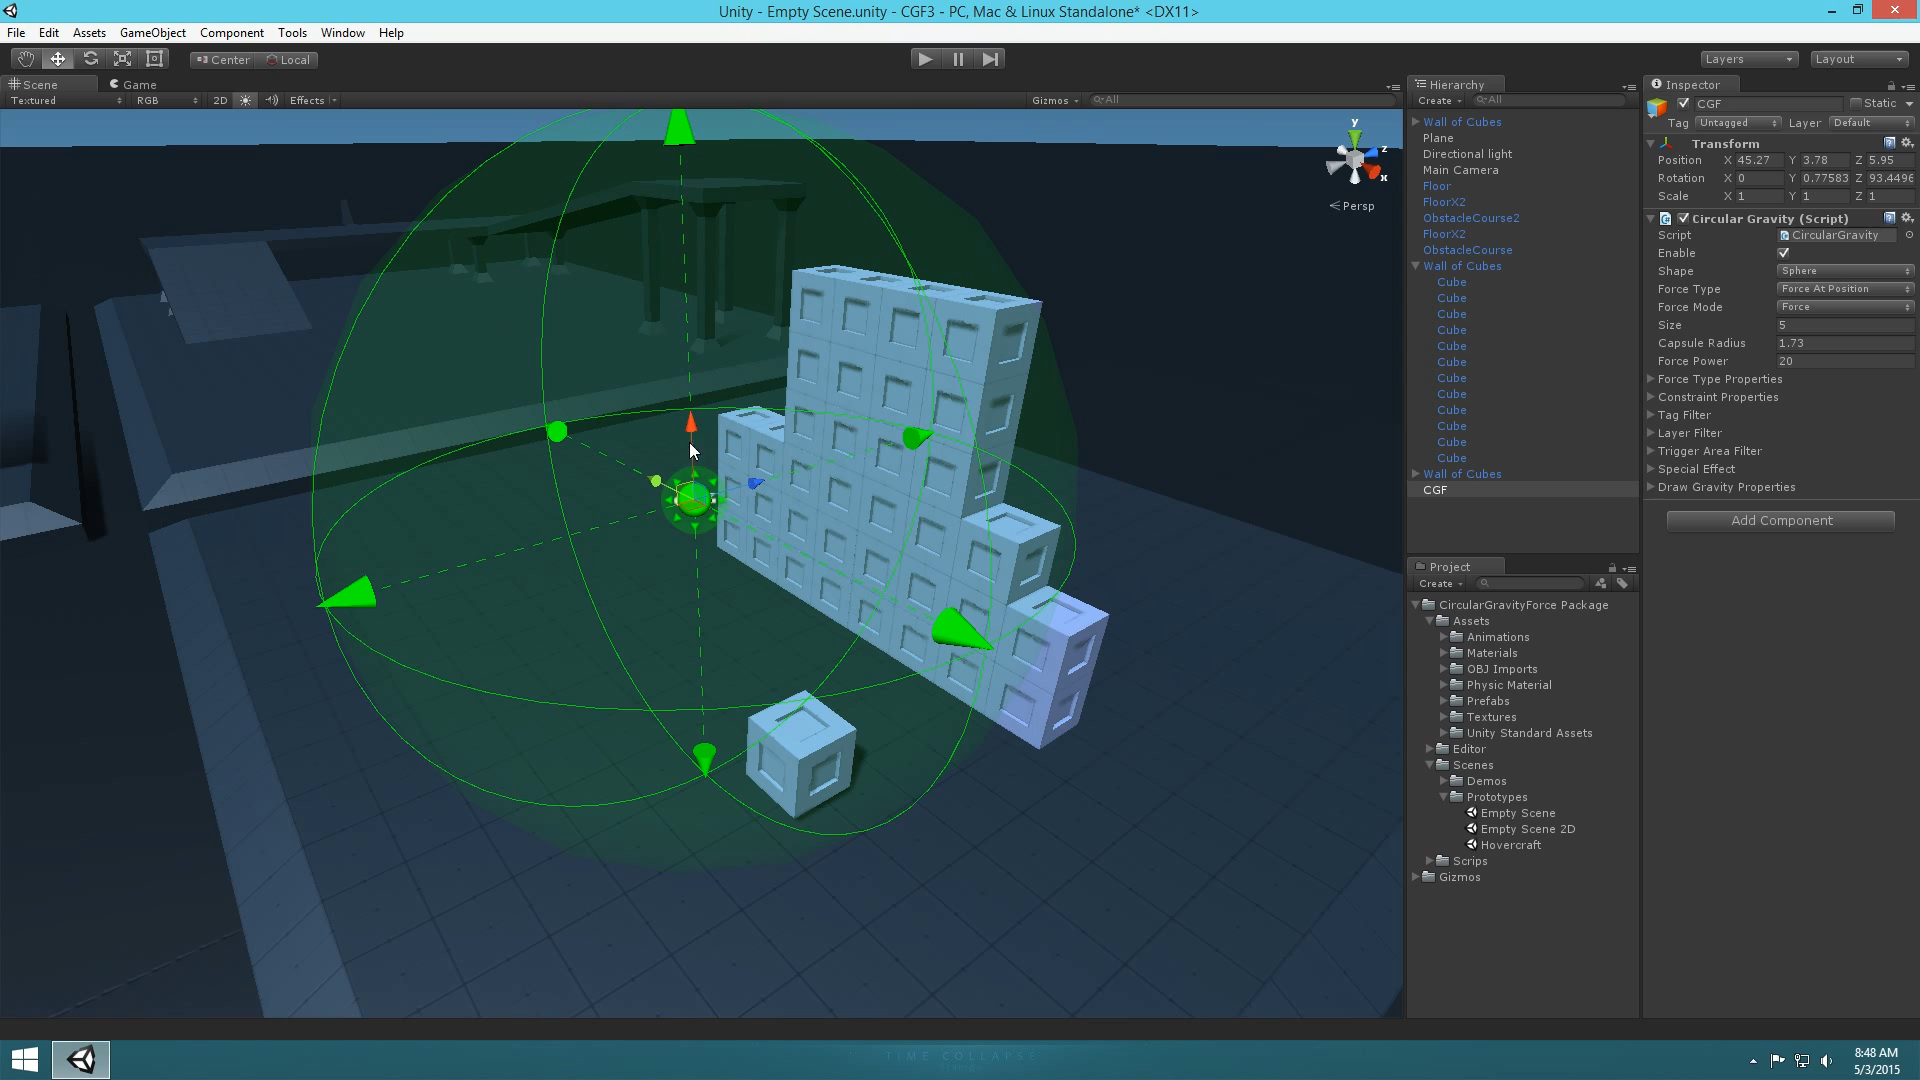 Unity - Empty Scene.unity - CGF3 - PC, Mac & Linux Standalone* <DX11>
File Edit Assets GameObject Component Tools Window Help
Center Local
Layers Layout
Scene Game
Textured RGB 2D Effects Gizmos All
y
z
x
Persp
Hierarchy
Create All
Wall of Cubes
Plane
Directional light
Main Camera
Floor
FloorX2
ObstacleCourse2
FloorX2
ObstacleCourse
Wall of Cubes
Cube
Cube
Cube
Cube
Cube
Cube
Cube
Cube
Cube
Cube
Cube
Cube
Wall of Cubes
CGF
Project
Create
CircularGravityForce Package
Assets
Animations
Materials
OBJ Imports
Physic Material
Prefabs
Textures
Unity Standard Assets
Editor
Scenes
Demos
Prototypes
Empty Scene
Empty Scene 2D
Hovercraft
Scrips
Gizmos
Inspector
CGF Static
Tag Untagged Layer Default
Transform
Position X 45.27 Y 3.78 Z 5.95
Rotation X 0 Y 0.77583 Z 93.4496
Scale X 1 Y 1 Z 1
Circular Gravity (Script)
Script CircularGravity
Enable
Shape Sphere
Force Type Force At Position
Force Mode Force
Size 5
Capsule Radius 1.73
Force Power 20
Force Type Properties
Constraint Properties
Tag Filter
Layer Filter
Trigger Area Filter
Special Effect
Draw Gravity Properties
Add Component
TIME COLLAPSE
8:48 AM
5/3/2015